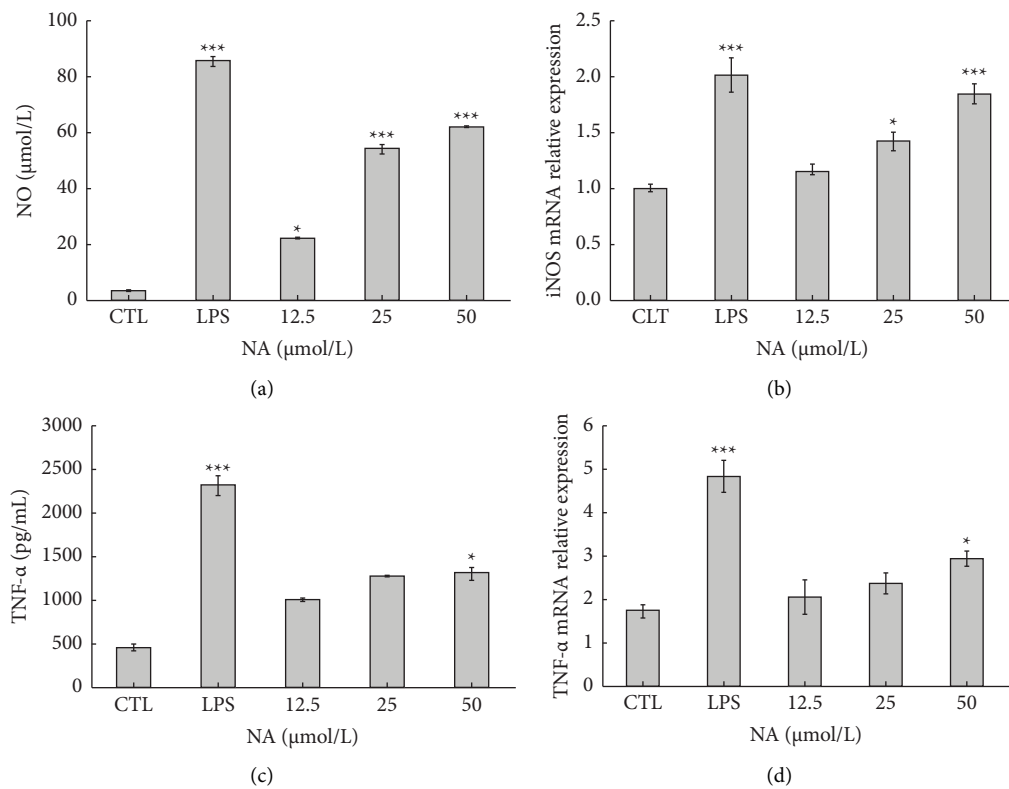 NO (µmol/L)
100
80
60
40
20
0
***
*
***
***
CTL LPS 12.5 25 50
NA (µmol/L)
(a)
iNOS mRNA relative expression
2.5
2.0
1.5
1.0
0.5
0.0
***
*
***
CLT LPS 12.5 25 50
NA (µmol/L)
(b)
TNF-α (pg/mL)
3000
2500
2000
1500
1000
500
0
***
*
CTL LPS 12.5 25 50
NA (µmol/L)
(c)
TNF-α mRNA relative expression
6
5
4
3
2
1
0
***
*
CTL LPS 12.5 25 50
NA (µmol/L)
(d)